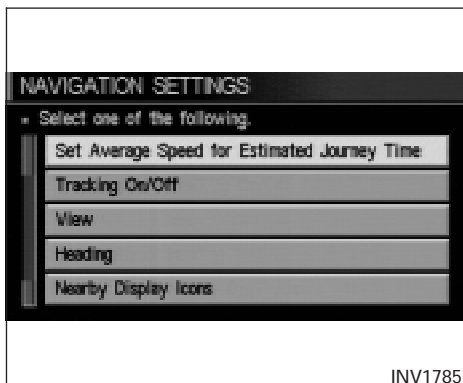 NAVIGATION SETTINGS
Select one of the following.
Set Average Speed for Estimated Journey Time
Tracking On/Off
View
Heading
Nearby Display Icons
INV1785